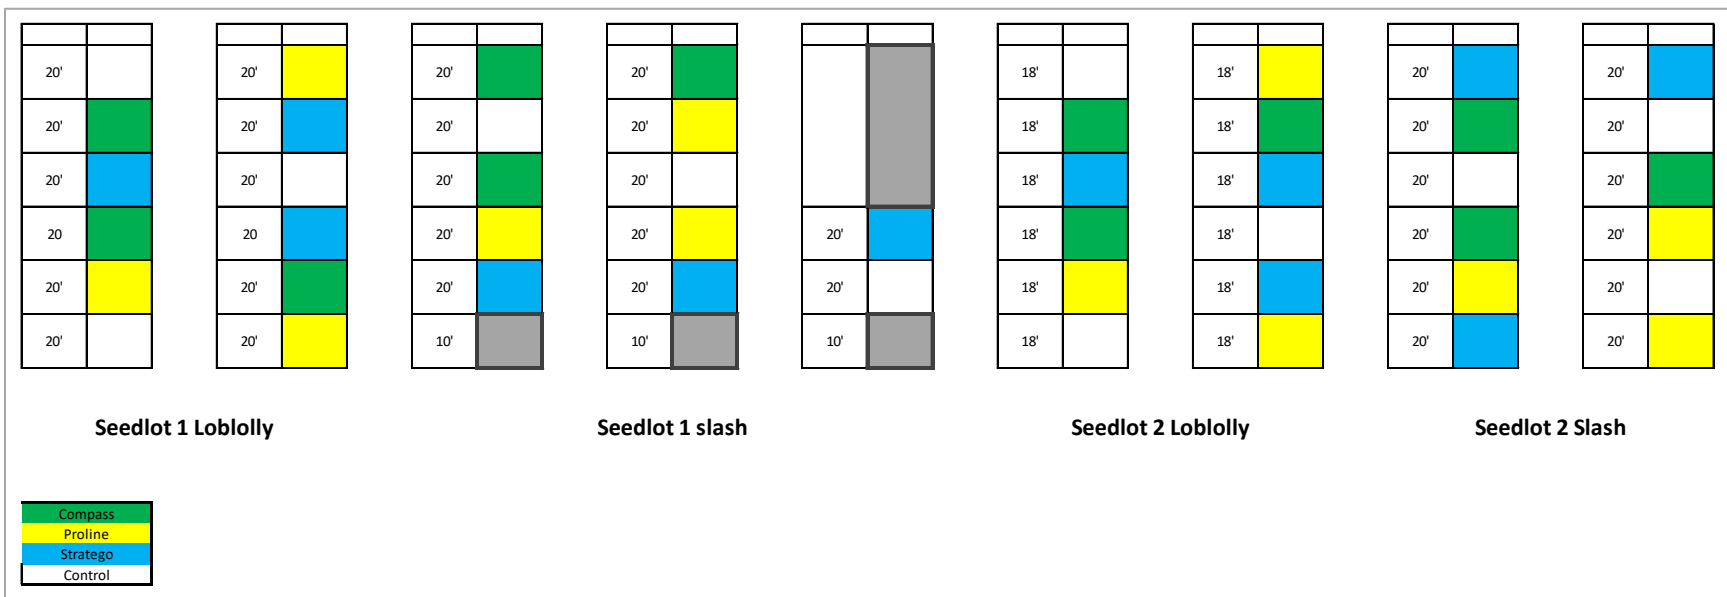 20' 20' 20' 20' 18' 18' 20' 20'
20' 20' 20' 20' 18' 18' 20' 20'
20' 20' 20' 20' 18' 18' 20' 20'
20 20 20' 20' 20' 18' 18' 20' 20'
20' 20' 20' 20' 20' 18' 18' 20' 20'
20' 20' 10' 10' 10' 18' 18' 20' 20'
Seedlot 1 Loblolly Seedlot 1 slash Seedlot 2 Loblolly Seedlot 2 Slash
Compass
Proline
Stratego
Control